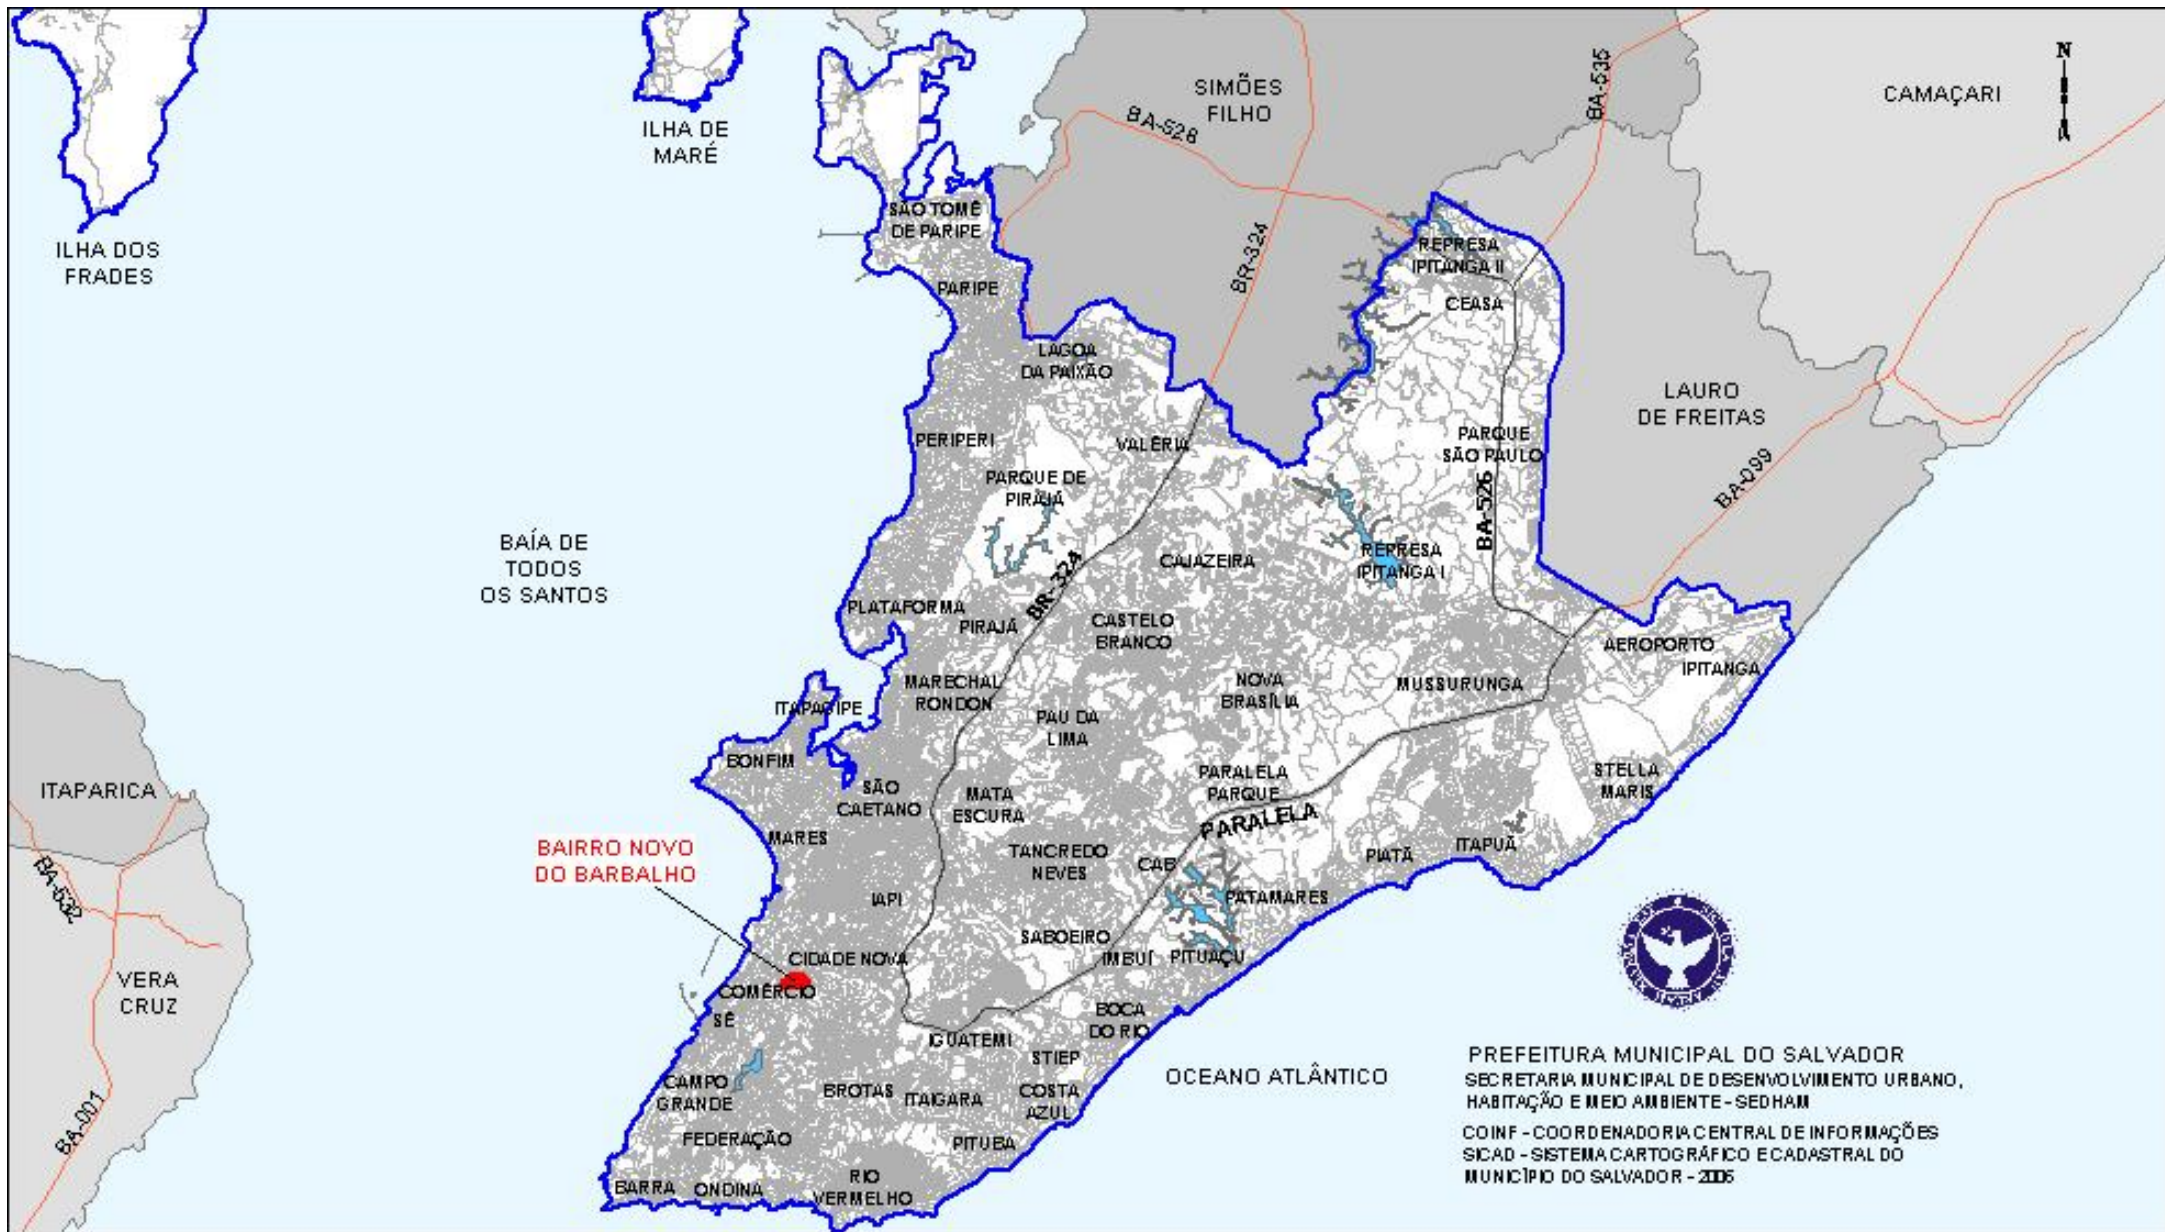 N
SIMÕES
FILHO
BA-535
CAMAÇARI
BA-528
ILHA DE
MARÉ
SÃO TOMÉ
DE PARIPE
ILHA DOS
FRADES
BR-324
REPRESA
IPITANGA II
PARIPE
CEASA
LAGOA
DA PAIXÃO
LAURO
DE FREITAS
PERIPERI
VALÉRIA
PARQUE
SÃO PAULO
PARQUE DE
PIRAJÁ
BA-099
BA-526
BAÍA DE
TODOS
OS SANTOS
CAJAZEIRA
REPRESA
IPITANGA I
BR-324
PLATAFORMA
PIRAJÁ
CASTELO
BRANCO
AEROPORTO
IPITANGA
MARECHAL
RONDON
NOVA
BRASÍLIA
MUSSURUNGA
ITAPAGIPE
PAU DA
LIMA
BONFIM
PARALELA
PARQUE
STELLA
MARIS
ITAPARICA
SÃO
CAETANO
MATA
ESCURA
PARALELA
MARES
BAIRRO NOVO
DO BARBALHO
TANCREDO
NEVES
CAB
PIATÃ
ITAPUÃ
BA-532
IAPI
PATAMARES
SABOEIRO
CIDADE NOVA
IMBUÍ
PITUAÇU
VERA
CRUZ
COMÉRCIO
SÉ
BOCA
DO RIO
IGUATEMI
STIEP
OCEANO ATLÂNTICO
CAMPO
GRANDE
BROTAS
ITAIGARA
COSTA
AZUL
BA-001
FEDERAÇÃO
PITUBA
BARRA
ONDINA
RIO
VERMELHO
PREFEITURA MUNICIPAL DO SALVADOR
SECRETARIA MUNICIPAL DE DESENVOLVIMENTO URBANO,
HABITAÇÃO E MEIO AMBIENTE - SEDHAM
COINF - COORDENADORIA CENTRAL DE INFORMAÇÕES
SICAD - SISTEMA CARTOGRÁFICO E CADASTRAL DO
MUNICÍPIO DO SALVADOR - 2006